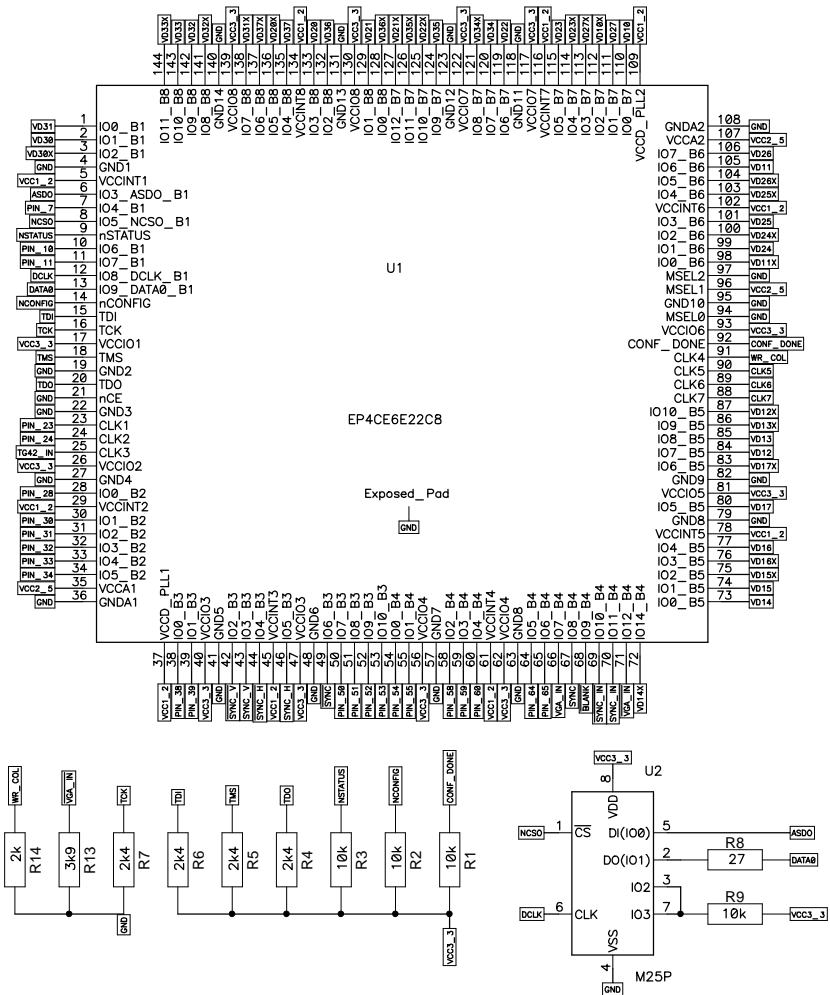 VD33X VD33 VD32 VD32X GND VCC3_3 VD31X VD37X VD20X VD37 VCC1_2 VD20 VD36 GND VCC3_3 VD21 VD36X VD21X VD35X VD22X VD35 GND VCC3_3 VD34X VD34 VD22 GND VCC3_3 VCC1_2 VD23 VD23X VD27X VD10X VD27 VD10 VCC1_2
144 143 142 141 140 139 138 137 136 135 134 133 132 131 130 129 128 127 126 125 124 123 122 121 120 119 118 117 116 115 114 113 112 111 110 109
IO11_B8 IO10_B8 IO9_B8 IO8_B8 GND14 VCCIO8 IO7_B8 IO6_B8 IO5_B8 IO4_B8 VCCINT8 IO3_B8 IO2_B8 GND13 VCCIO8 IO1_B8 IO0_B8 IO12_B7 IO11_B7 IO10_B7 IO9_B7 GND12 VCCIO7 IO8_B7 IO7_B7 IO6_B7 GND11 VCCIO7 VCCINT7 IO5_B7 IO4_B7 IO3_B7 IO2_B7 IO1_B7 IO0_B7 VCCD_PLL2
VD31 1 IO0_B1
VD30 2 IO1_B1
VD30X 3 IO2_B1
GND 4 GND1
VCC1_2 5 VCCINT1
ASDO 6 IO3_ASDO_B1
PIN_7 7 IO4_B1
NCSO 8 IO5_NCSO_B1
NSTATUS 9 nSTATUS
PIN_10 10 IO6_B1
PIN_11 11 IO7_B1
DCLK 12 IO8_DCLK_B1
DATA0 13 IO9_DATA0_B1
NCONFIG 14 nCONFIG
TDI 15 TDI
TCK 16 TCK
VCC3_3 17 VCCIO1
TMS 18 TMS
GND 19 GND2
TDO 20 TDO
GND 21 nCE
GND 22 GND3
PIN_23 23 CLK1
PIN_24 24 CLK2
TG42_IN 25 CLK3
VCC3_3 26 VCCIO2
GND 27 GND4
PIN_28 28 IO0_B2
VCC1_2 29 VCCINT2
PIN_30 30 IO1_B2
PIN_31 31 IO2_B2
PIN_32 32 IO3_B2
PIN_33 33 IO4_B2
PIN_34 34 IO5_B2
VCC2_5 35 VCCA1
GND 36 GNDA1
U1
EP4CE6E22C8
Exposed_Pad
GND
GNDA2 108 GND
VCCA2 107 VCC2_5
IO7_B6 106 VD26
IO6_B6 105 VD11
IO5_B6 104 VD26X
IO4_B6 103 VD25X
VCCINT6 102 VCC1_2
IO3_B6 101 VD25
IO2_B6 100 VD24X
IO1_B6 99 VD24
IO0_B6 98 VD11X
MSEL2 97 GND
MSEL1 96 VCC2_5
GND10 95 GND
MSEL0 94 GND
VCCIO6 93 VCC3_3
CONF_DONE 92 CONF_DONE
CLK4 91 WR_COL
CLK5 90 CLK5
CLK6 89 CLK6
CLK7 88 CLK7
IO10_B5 87 VD12X
IO9_B5 86 VD13X
IO8_B5 85 VD13
IO7_B5 84 VD12
IO6_B5 83 VD17X
GND9 82 GND
VCCIO5 81 VCC3_3
IO5_B5 80 VD17
GND8 79 GND
VCCINT5 78 VCC1_2
IO4_B5 77 VD16
IO3_B5 76 VD16X
IO2_B5 75 VD15X
IO1_B5 74 VD15
IO0_B5 73 VD14
VCCD_PLL1 IO0_B3 IO1_B3 VCCIO3 GND5 IO2_B3 IO3_B3 IO4_B3 VCCINT3 IO5_B3 VCCIO3 GND6 IO6_B3 IO7_B3 IO8_B3 IO9_B3 IO10_B3 IO0_B4 IO1_B4 VCCIO4 GND7 IO2_B4 IO3_B4 IO4_B4 VCCINT4 VCCIO4 GND8 IO5_B4 IO6_B4 IO7_B4 IO8_B4 IO9_B4 IO10_B4 IO11_B4 IO12_B4 IO14_B4
37 38 39 40 41 42 43 44 45 46 47 48 49 50 51 52 53 54 55 56 57 58 59 60 61 62 63 64 65 66 67 68 69 70 71 72
VCC1_2 PIN_38 PIN_39 VCC3_3 GND SYNC_V SYNC_V SYNC_H VCC1_2 SYNC_H VCC3_3 GND SYNC PIN_50 PIN_51 PIN_52 PIN_53 PIN_54 PIN_55 VCC3_3 GND PIN_58 PIN_59 PIN_60 VCC1_2 VCC3_3 GND PIN_64 PIN_65 VGA_IN SYNC BLANK SYNC_IN SYNC_IN VGA_IN VD14X
WR_COL VGA_IN TCK TDI TMS TDO NSTATUS NCONFIG CONF_DONE
2k R14 3k9 R13 2k4 R7 2k4 R6 2k4 R5 2k4 R4 10k R3 10k R2 10k R1
GND VCC3_3
VCC3_3
U2
8 VDD
NCSO 1 CS DI(IO0) 5 ASDO
R8
DO(IO1) 2 27 DATA0
IO2 3
R9
DCLK 6 CLK IO3 7 10k VCC3_3
VSS 4
M25P
GND